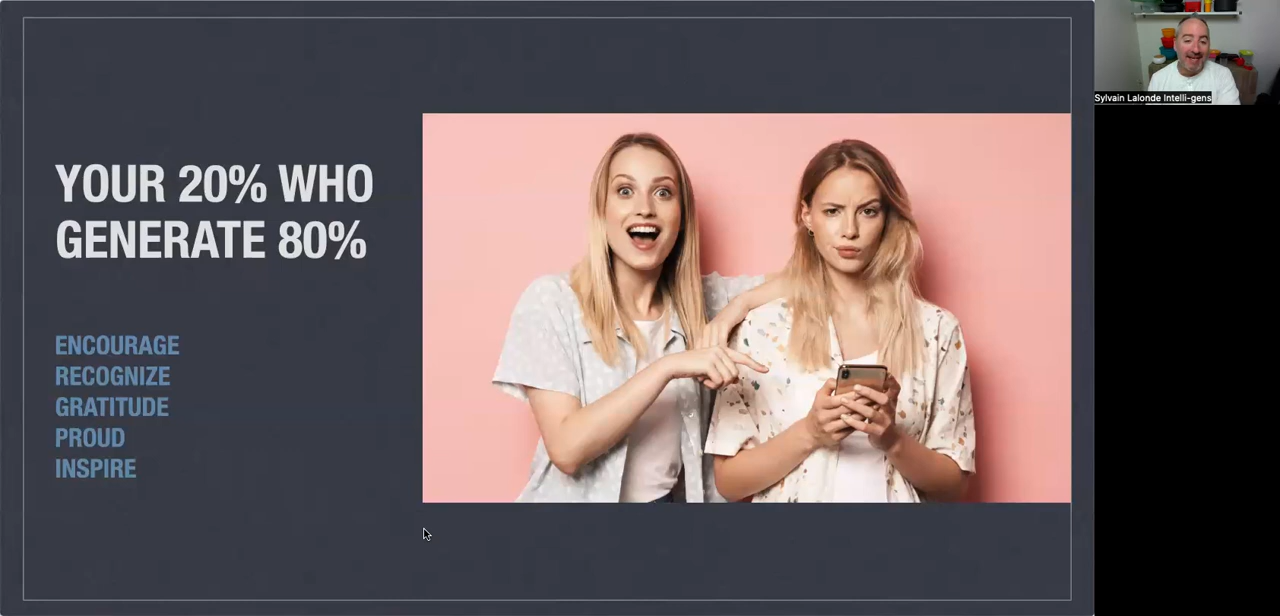 YOUR 20% WHO
GENERATE 80%
ENCOURAGE
RECOGNIZE
GRATITUDE
PROUD
INSPIRE
Sylvain Lalonde Intelli-gens